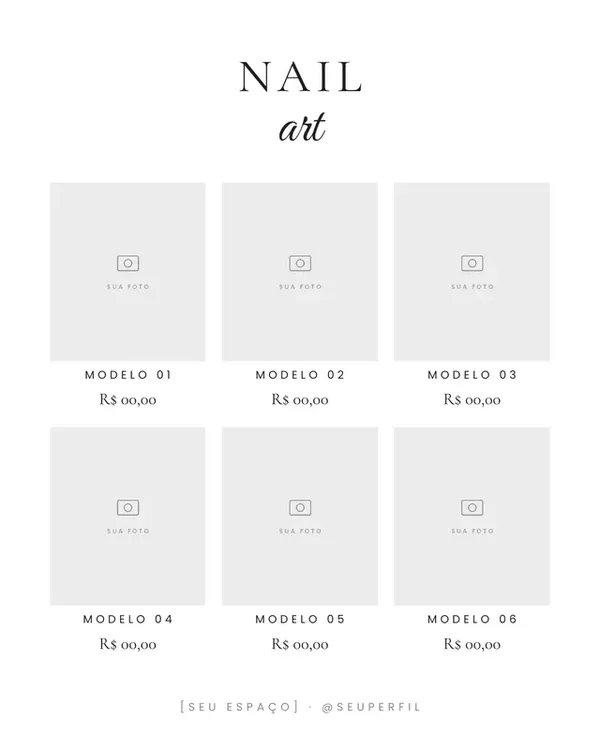 NAIL
art
SUA FOTO SUA FOTO SUA FOTO
MODELO 01 MODELO 02 MODELO 03
R$ 00,00 R$ 00,00 R$ 00,00
SUA FOTO SUA FOTO SUA FOTO
MODELO 04 MODELO 05 MODELO 06
R$ 00,00 R$ 00,00 R$ 00,00
[SEU ESPAÇO] · @SEUPERFIL